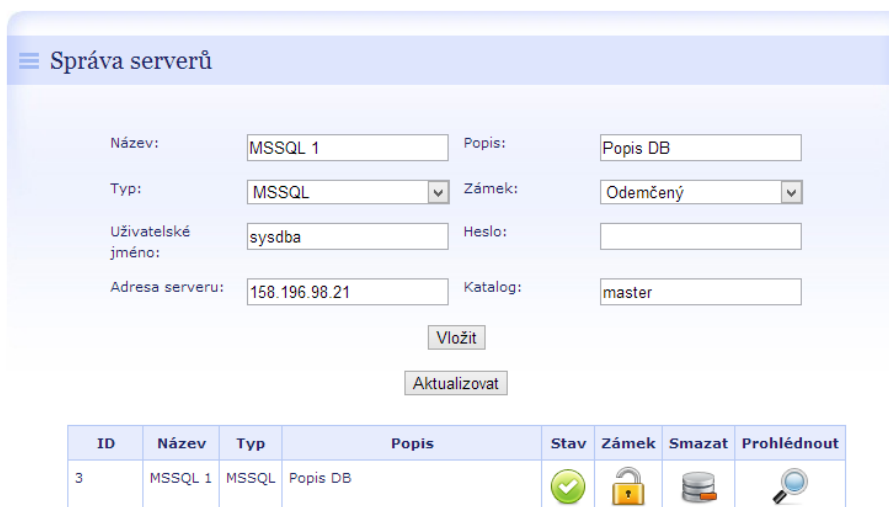 Správa serverů
Název: MSSQL 1 Popis: Popis DB
Typ: MSSQL Zámek: Odemčený
Uživatelské
jméno: sysdba Heslo:
Adresa serveru: 158.196.98.21 Katalog: master
Vložit
Aktualizovat
ID Název Typ Popis Stav Zámek Smazat Prohlédnout
3 MSSQL 1 MSSQL Popis DB